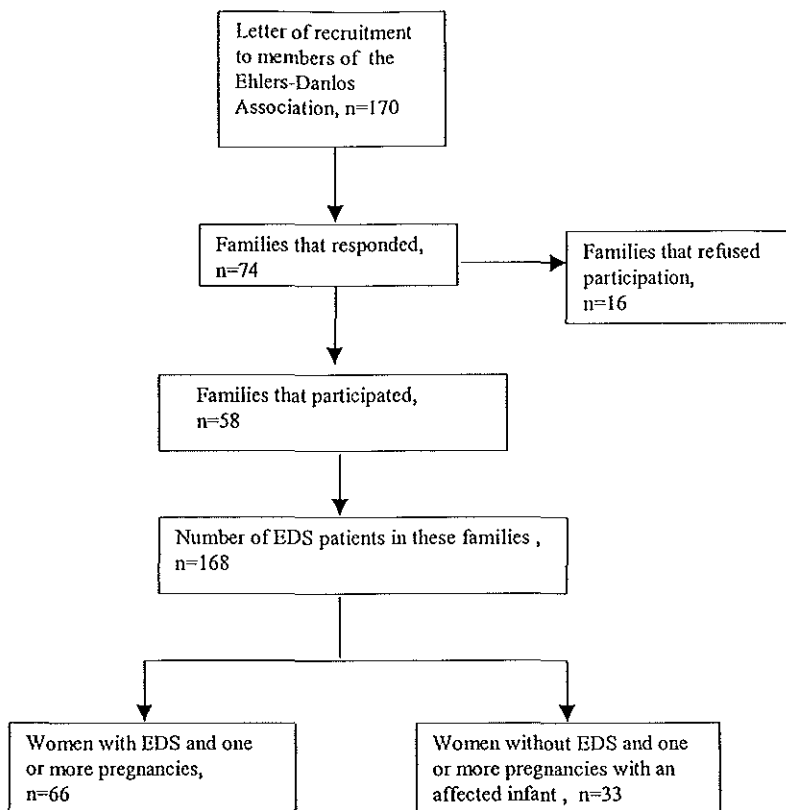 Letter of recruitment
to members of the
Ehlers-Danlos
Association, n=170
Families that responded,
n=74
Families that refused
participation,
n=16
Families that participated,
n=58
Number of EDS patients in these families ,
n=168
Women with EDS and one
or more pregnancies,
n=66
Women without EDS and one
or more pregnancies with an
affected infant , n=33